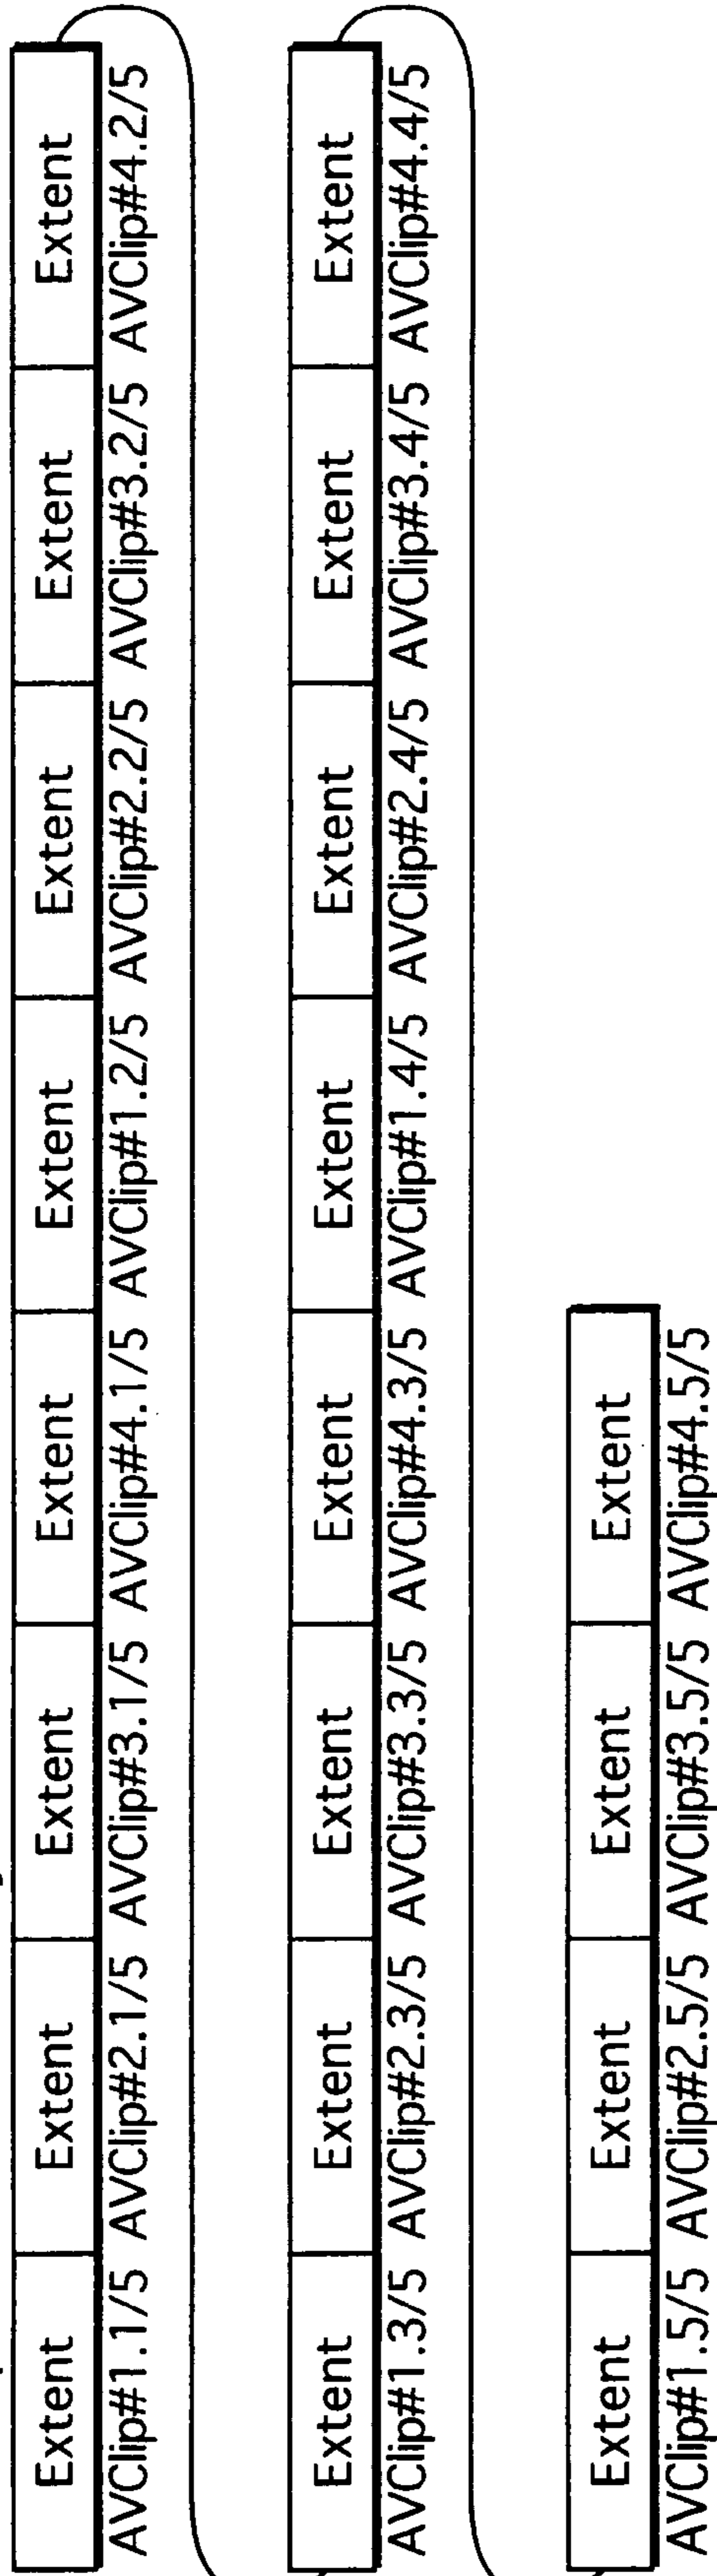 Extent Extent Extent Extent Extent Extent Extent Extent
AVClip#1.1/5 AVClip#2.1/5 AVClip#3.1/5 AVClip#4.1/5 AVClip#1.2/5 AVClip#2.2/5 AVClip#3.2/5 AVClip#4.2/5
Extent Extent Extent Extent Extent Extent Extent Extent
AVClip#1.3/5 AVClip#2.3/5 AVClip#3.3/5 AVClip#4.3/5 AVClip#1.4/5 AVClip#2.4/5 AVClip#3.4/5 AVClip#4.4/5
Extent Extent Extent Extent
AVClip#1.5/5 AVClip#2.5/5 AVClip#3.5/5 AVClip#4.5/5